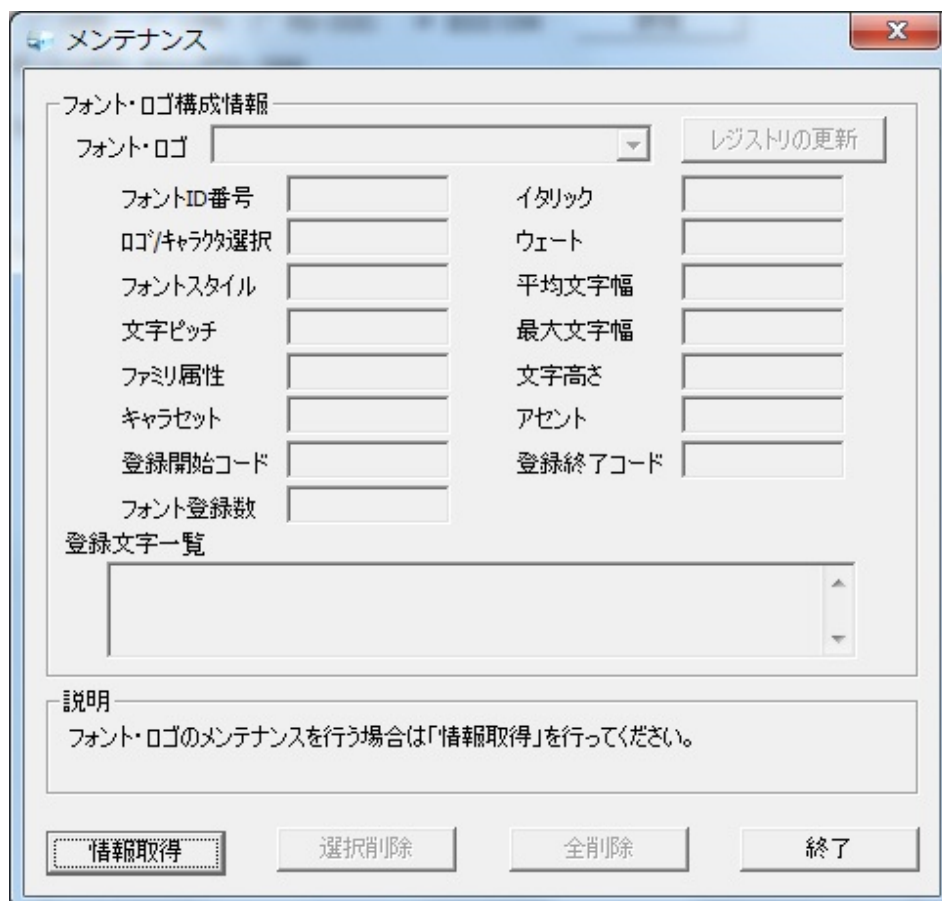 メンテナンス
フォント・ロゴ構成情報
フォント・ロゴ
レジストリの更新
フォントID番号
イタリック
ロゴ/キャラクタ選択
ウェート
フォントスタイル
平均文字幅
文字ピッチ
最大文字幅
ファミリ属性
文字高さ
キャラセット
アセント
登録開始コード
登録終了コード
フォント登録数
登録文字一覧
説明
フォント・ロゴのメンテナンスを行う場合は「情報取得」を行ってください。
情報取得
選択削除
全削除
終了